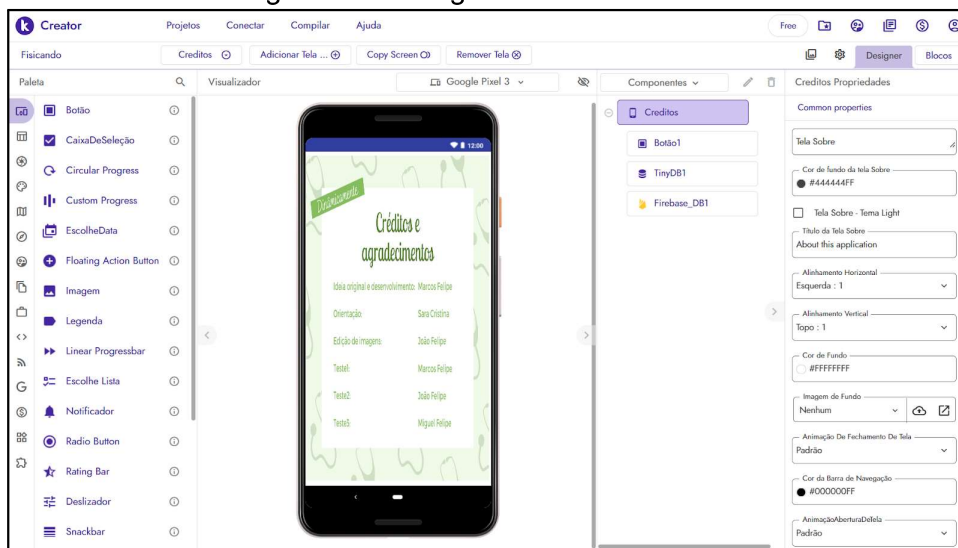 Creator
Projetos Conectar Compilar Ajuda
Free
Fisicando
Creditos
Adicionar Tela ...
Copy Screen
Remover Tela
Designer
Blocos
Paleta
Visualizador
Google Pixel 3
Componentes
Creditos Propriedades
Botão
CaixaDeSeleção
Circular Progress
Custom Progress
EscolheData
Floating Action Button
Imagem
Legenda
Linear Progressbar
Escolhe Lista
Notificador
Radio Button
Rating Bar
Deslizador
Snackbar
12:00
Dinamicamente
Créditos e
agradecimentos
Ideia original e desenvolvimento: Marcos Felipe
Orientação: Sara Cristina
Edição de imagens: João Felipe
Teste1: Marcos Felipe
Teste2 João Felipe
Teste5 Miguel Felipe
Creditos
Botão1
TinyDB1
Firebase_DB1
Common properties
Tela Sobre
Cor de fundo da tela Sobre
#444444FF
Tela Sobre - Tema Light
Título da Tela Sobre
About this application
Alinhamento Horizontal
Esquerda : 1
Alinhamento Vertical
Topo : 1
Cor de Fundo
#FFFFFFFF
Imagem de Fundo
Nenhum
Animação De Fechamento De Tela
Padrão
Cor da Barra de Navegação
#000000FF
AnimaçãoAberturaDeTela
Padrão